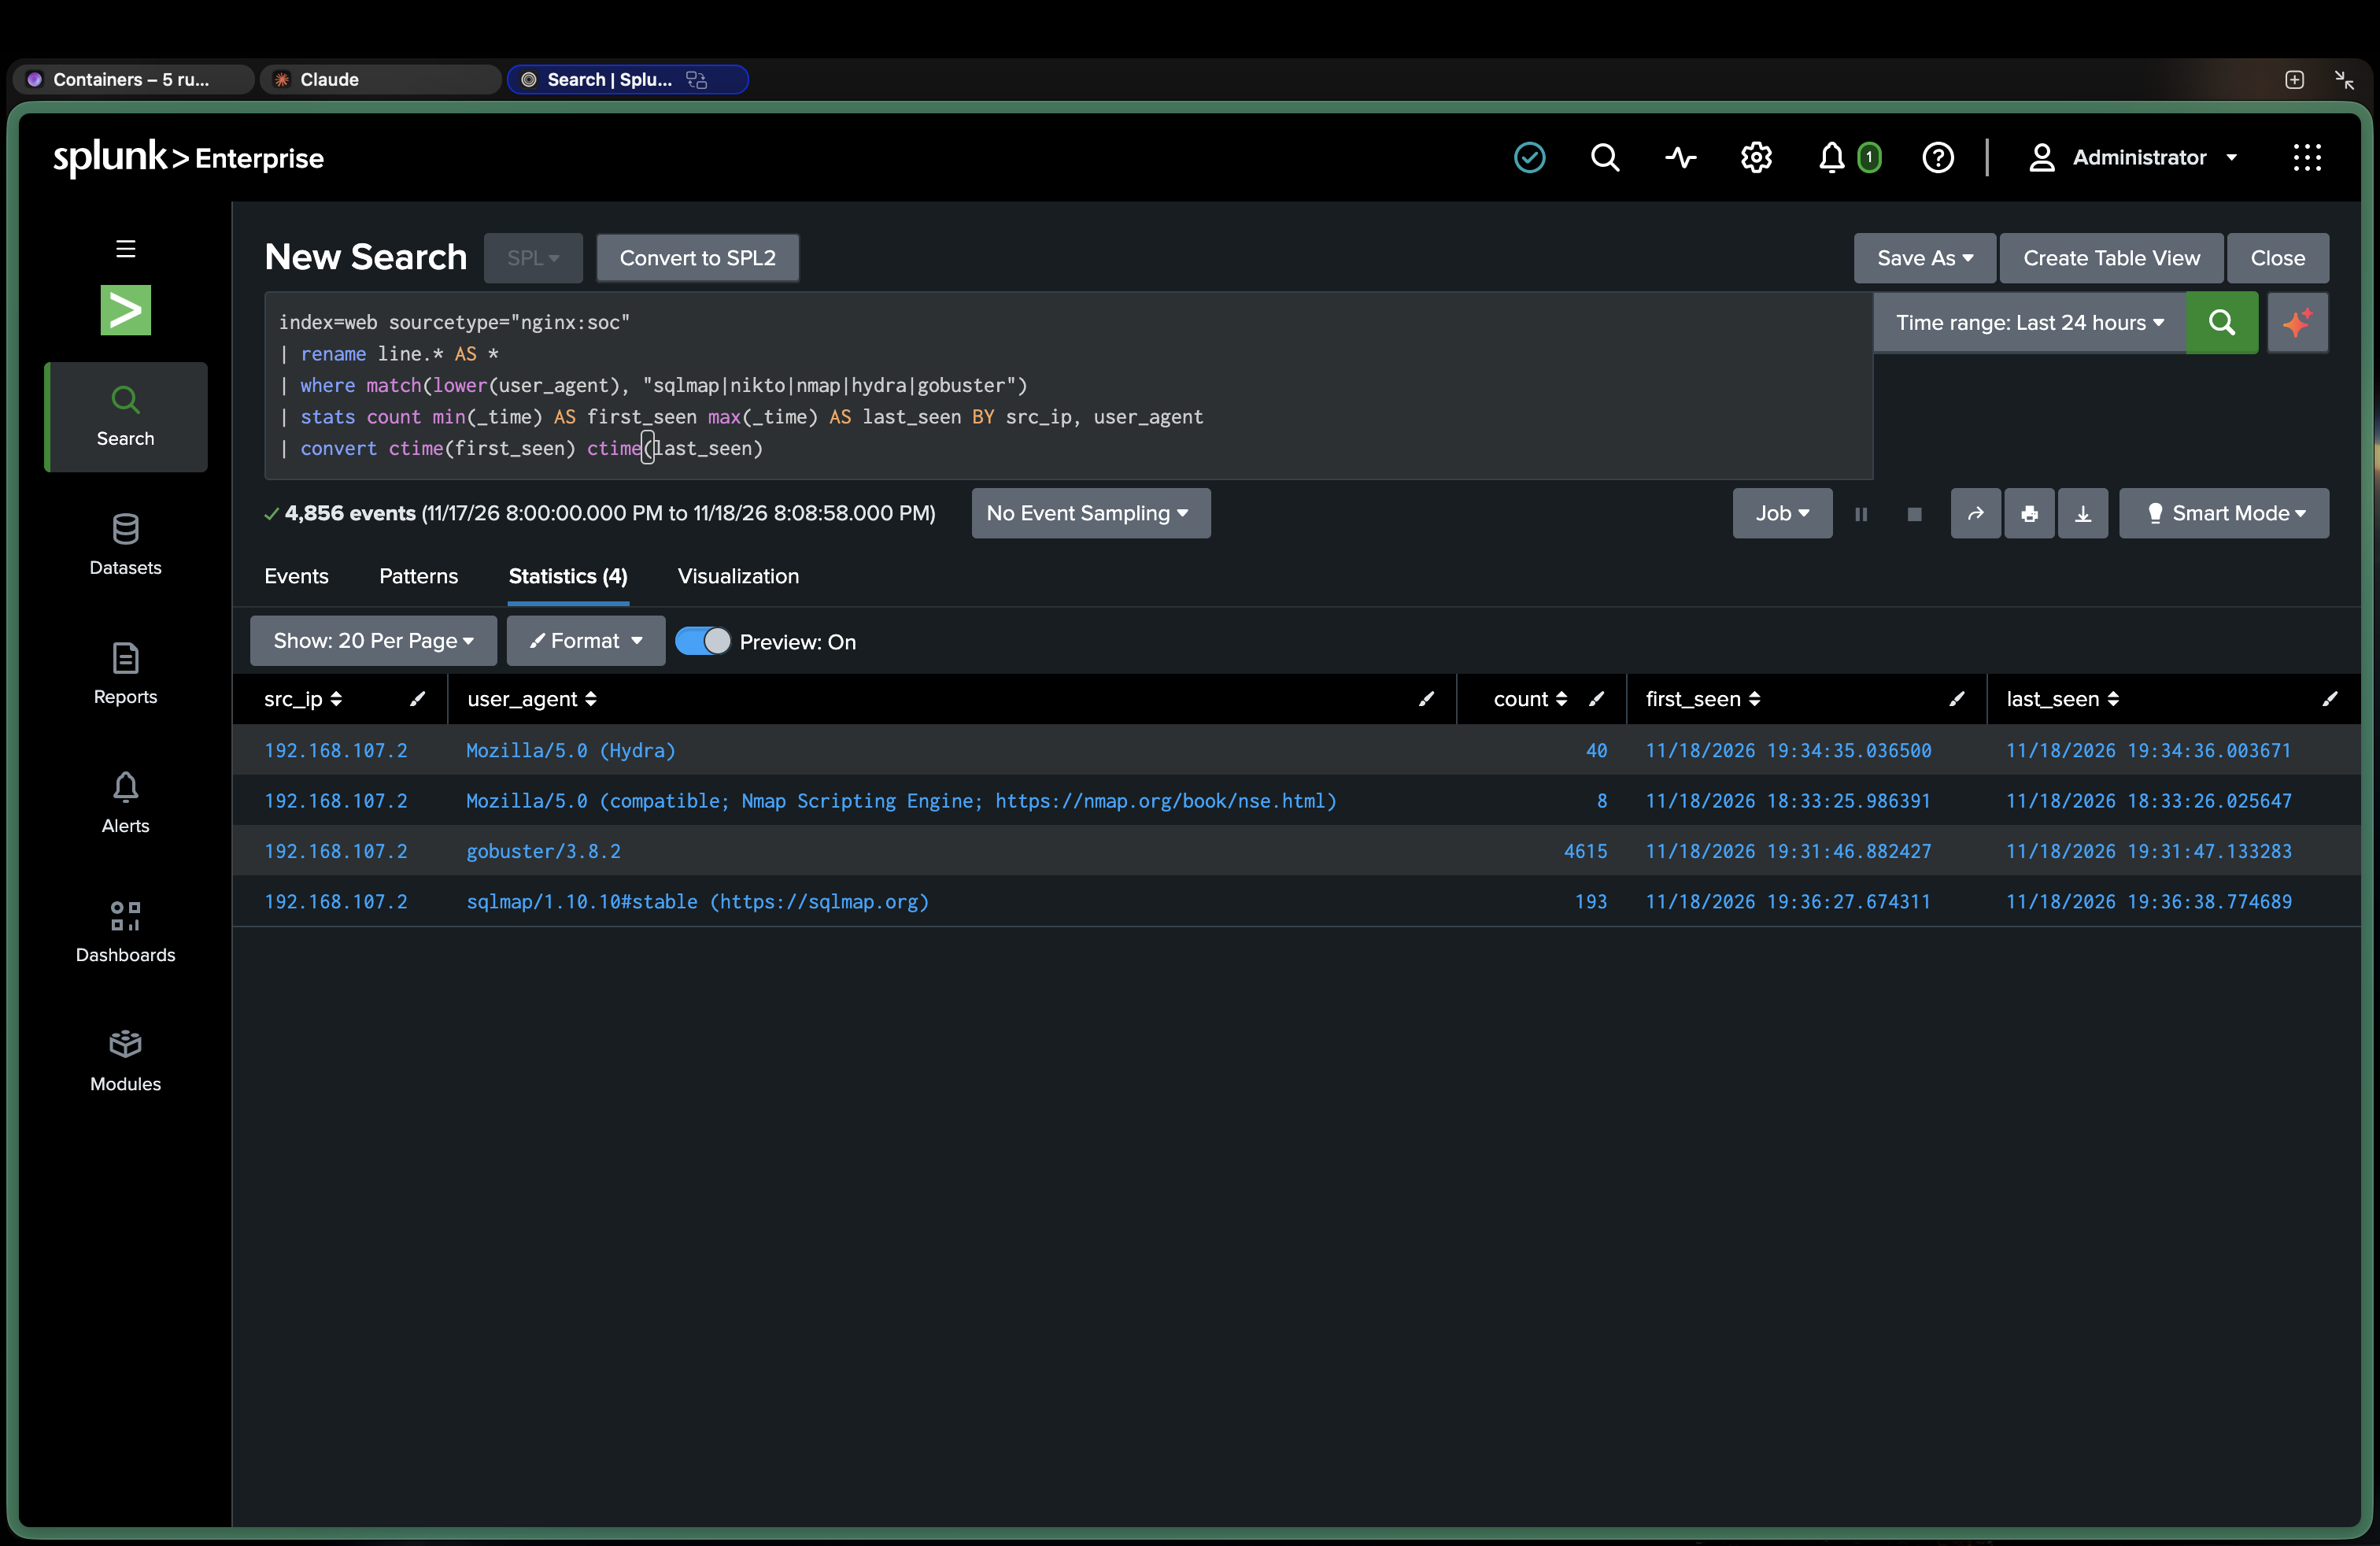 Containers – 5 ru...
Claude
Search | Splu...
splunk> Enterprise
1
Administrator
New Search
SPL
Convert to SPL2
Save As
Create Table View
Close
index=web sourcetype="nginx:soc"
| rename line.* AS *
| where match(lower(user_agent), "sqlmap|nikto|nmap|hydra|gobuster")
| stats count min(_time) AS first_seen max(_time) AS last_seen BY src_ip, user_agent
| convert ctime(first_seen) ctime(last_seen)
Time range: Last 24 hours
4,856 events (11/17/26 8:00:00.000 PM to 11/18/26 8:08:58.000 PM)
No Event Sampling
Job
Smart Mode
Events
Patterns
Statistics (4)
Visualization
Show: 20 Per Page
Format
Preview: On
src_ip user_agent count first_seen last_seen
192.168.107.2 Mozilla/5.0 (Hydra) 40 11/18/2026 19:34:35.036500 11/18/2026 19:34:36.003671
192.168.107.2 Mozilla/5.0 (compatible; Nmap Scripting Engine; https://nmap.org/book/nse.html) 8 11/18/2026 18:33:25.986391 11/18/2026 18:33:26.025647
192.168.107.2 gobuster/3.8.2 4615 11/18/2026 19:31:46.882427 11/18/2026 19:31:47.133283
192.168.107.2 sqlmap/1.10.10#stable (https://sqlmap.org) 193 11/18/2026 19:36:27.674311 11/18/2026 19:36:38.774689
Search
Datasets
Reports
Alerts
Dashboards
Modules